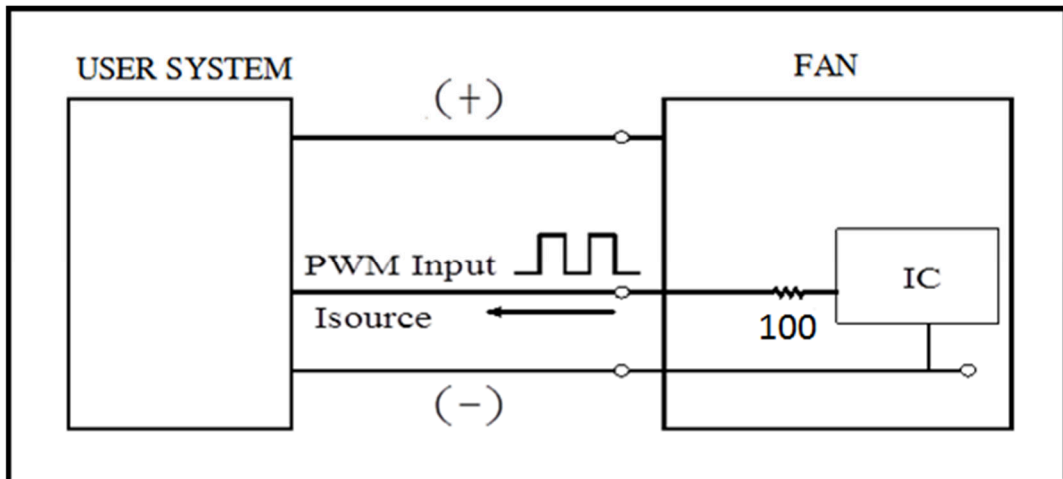 USER SYSTEM
FAN
(+)
PWM Input
IC
Isource
100
(-)